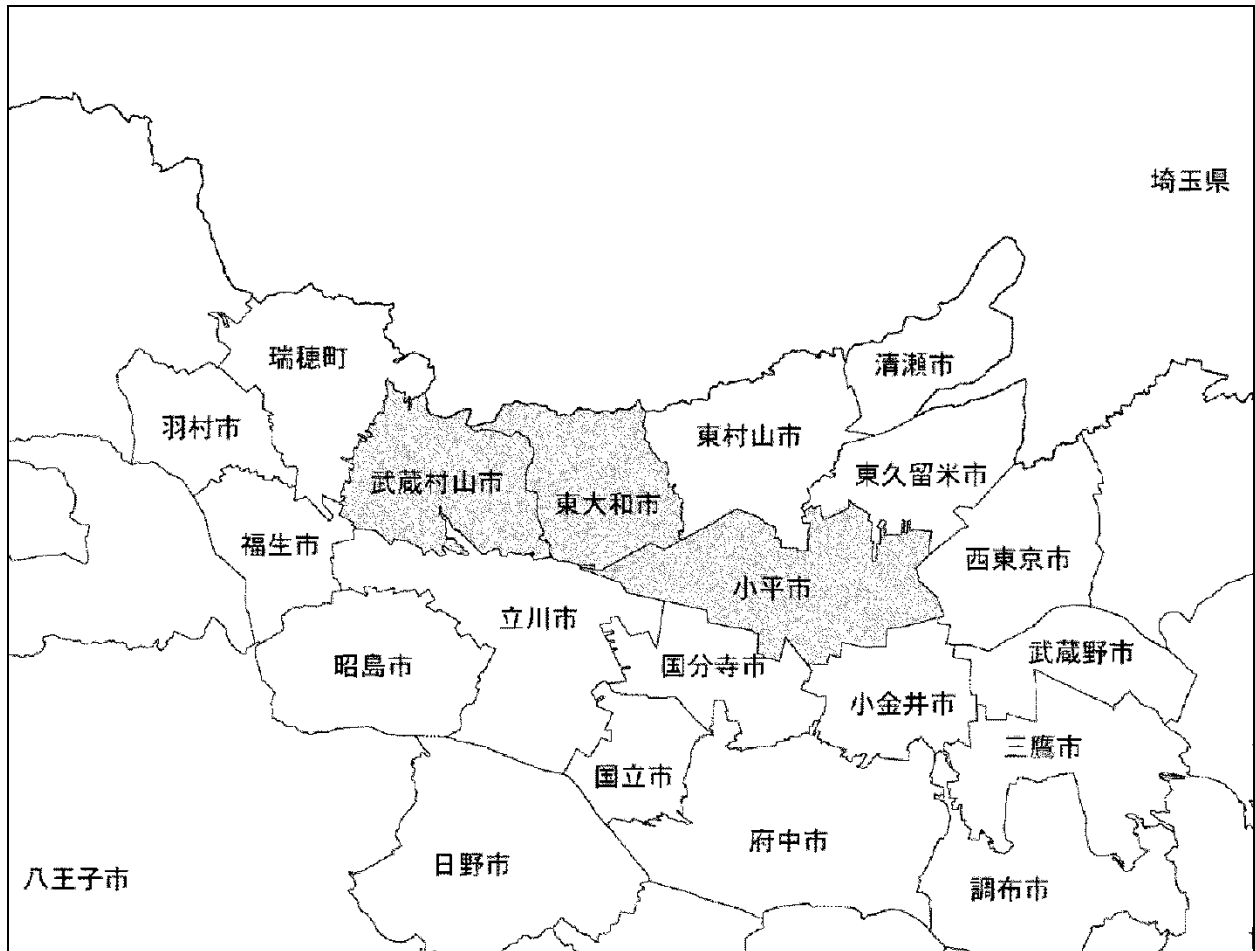 埼玉県
瑞穂町
清瀬市
羽村市
東村山市
武蔵村山市
東大和市
東久留米市
福生市
西東京市
小平市
立川市
昭島市
国分寺市
武蔵野市
小金井市
国立市
三鷹市
府中市
日野市
八王子市
調布市